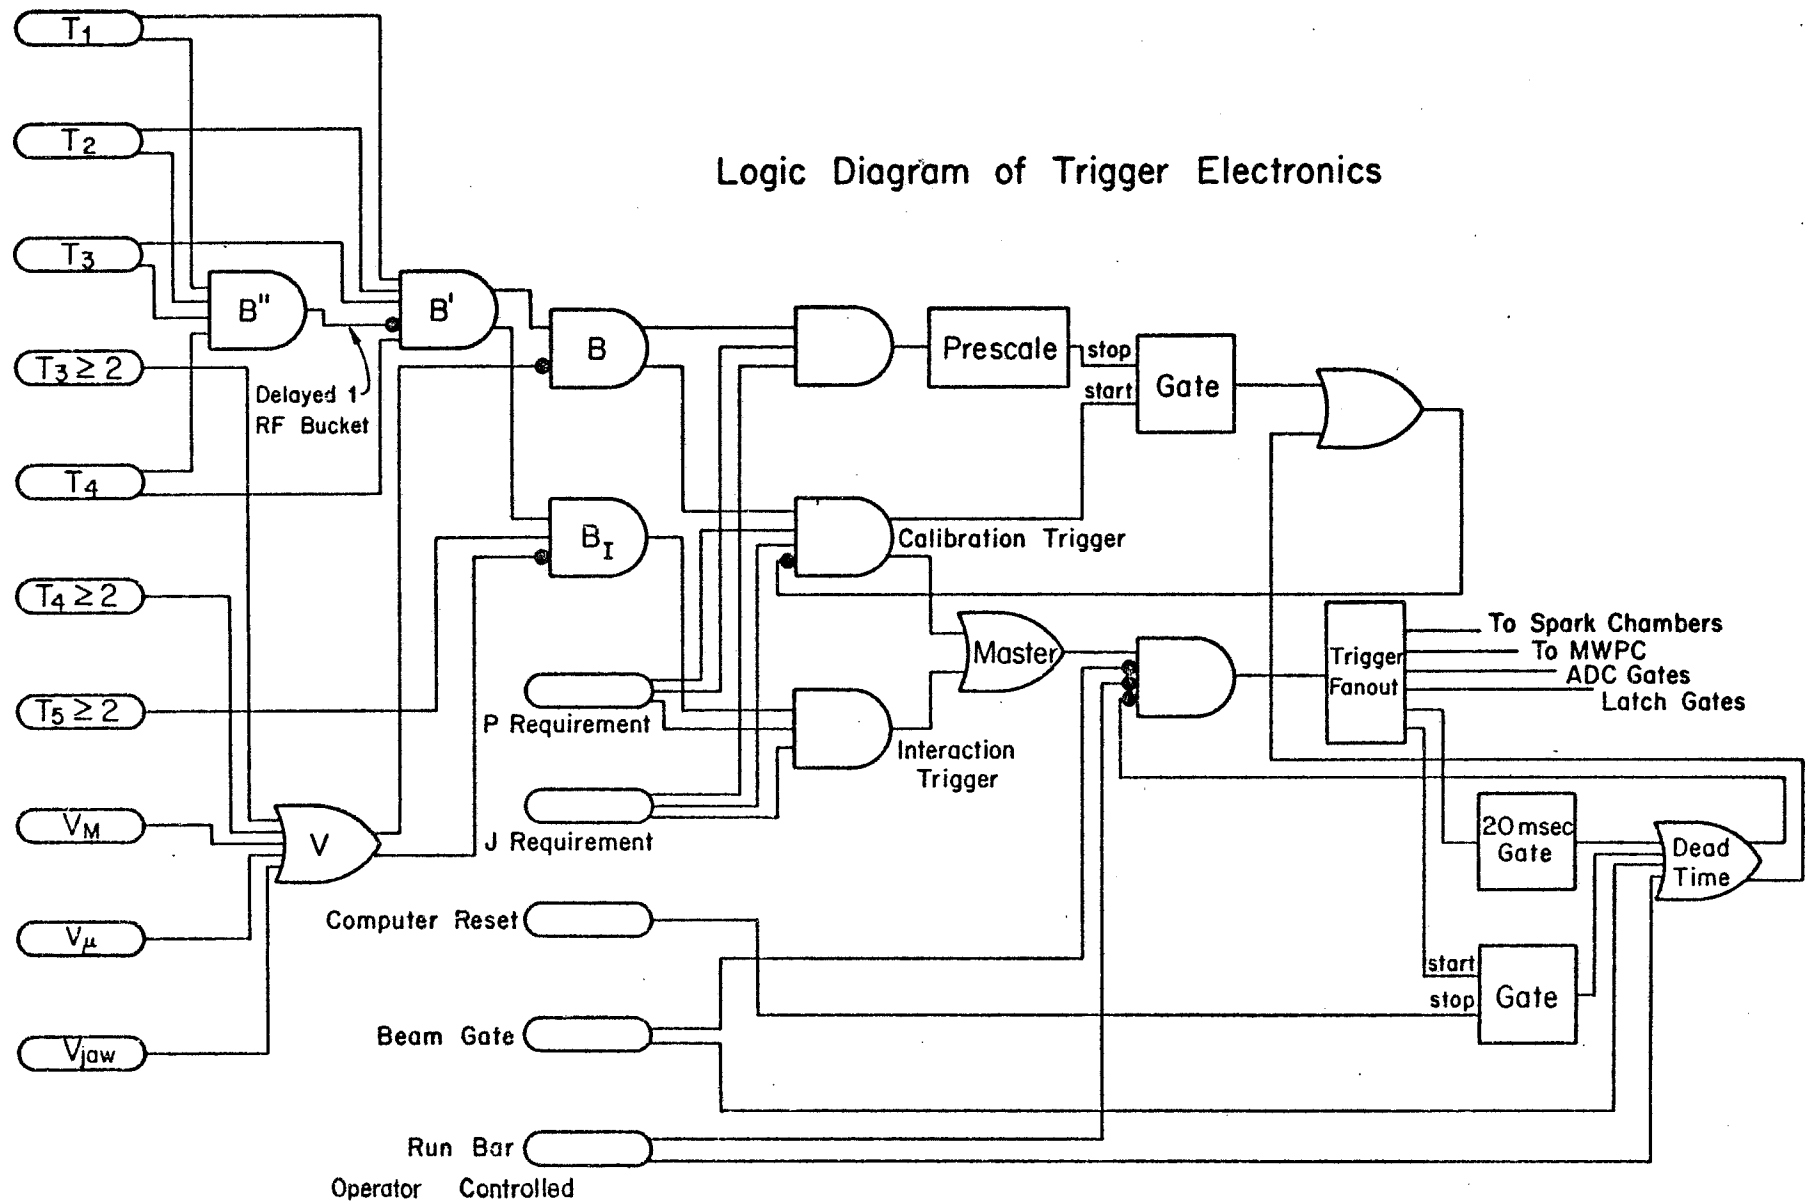 Logic Diagram of Trigger Electronics
T1
T2
T3
T3 ≥ 2
T4
T4 ≥ 2
T5 ≥ 2
VM
Vμ
Vjaw
B"
B'
Delayed 1
RF Bucket
V
B
BI
Prescale
stop
start
Gate
Calibration Trigger
Master
P Requirement
Interaction
Trigger
J Requirement
Trigger
Fanout
To Spark Chambers
To MWPC
ADC Gates
Latch Gates
20 msec
Gate
Dead
Time
Computer Reset
start
stop
Gate
Beam Gate
Run Bar
Operator Controlled